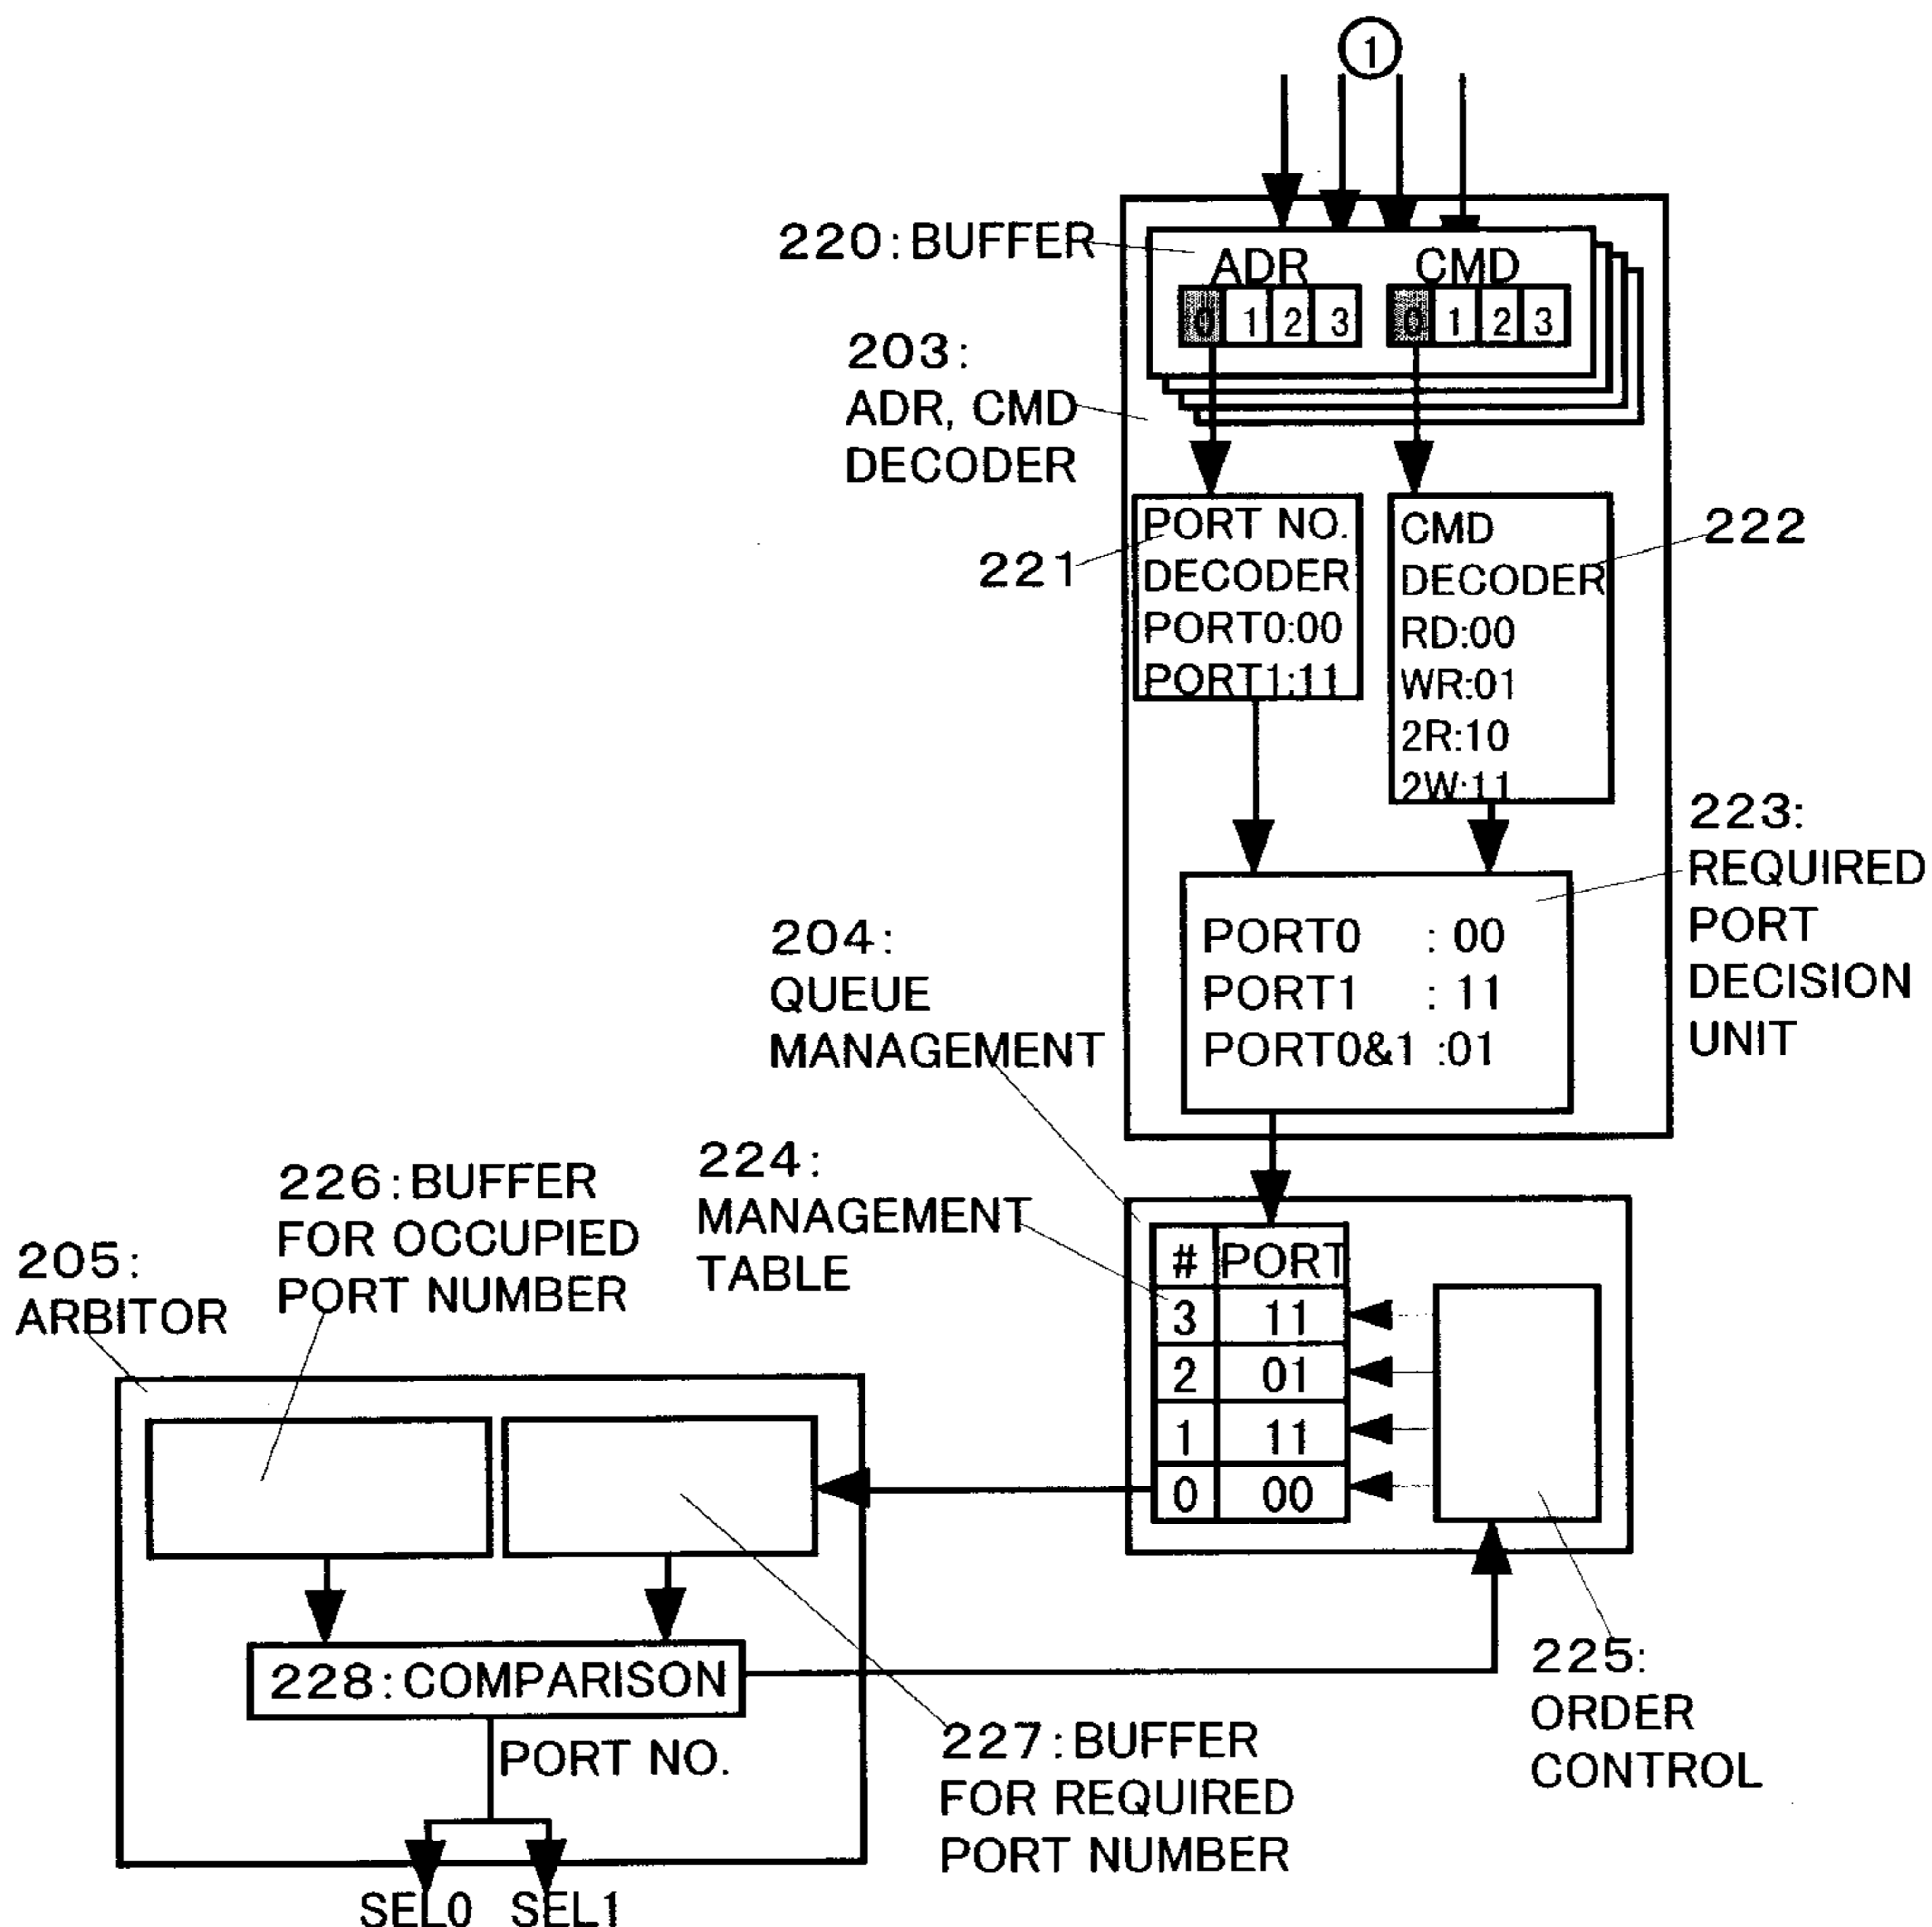 1
220:BUFFER
ADR CMD
0 1 2 3 0 1 2 3
203:
ADR, CMD
DECODER
PORT NO.
DECODER
PORT0:00
PORT1:11
221
CMD
DECODER
RD:00
WR:01
2R:10
2W:11
222
223:
REQUIRED
PORT
DECISION
UNIT
PORT0 : 00
PORT1 : 11
PORT0&1 :01
204:
QUEUE
MANAGEMENT
224:
MANAGEMENT
TABLE
# PORT
3 11
2 01
1 11
0 00
226:BUFFER
FOR OCCUPIED
PORT NUMBER
205:
ARBITOR
228:COMPARISON
PORT NO.
227:BUFFER
FOR REQUIRED
PORT NUMBER
225:
ORDER
CONTROL
SEL0 SEL1